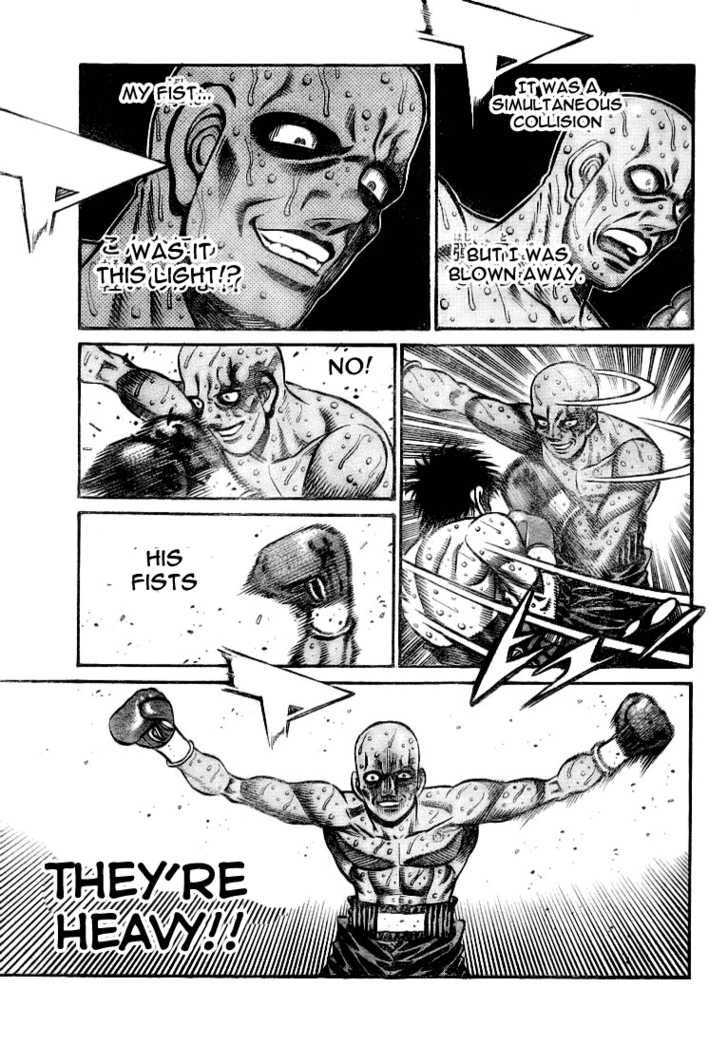 IT WAS A
SIMULTANEOUS
COLLISION
BUT I WAS
BLOWN AWAY.
MY FIST...
WAS IT
THIS LIGHT!?
NO!
HIS
FISTS
THEY'RE
HEAVY!!